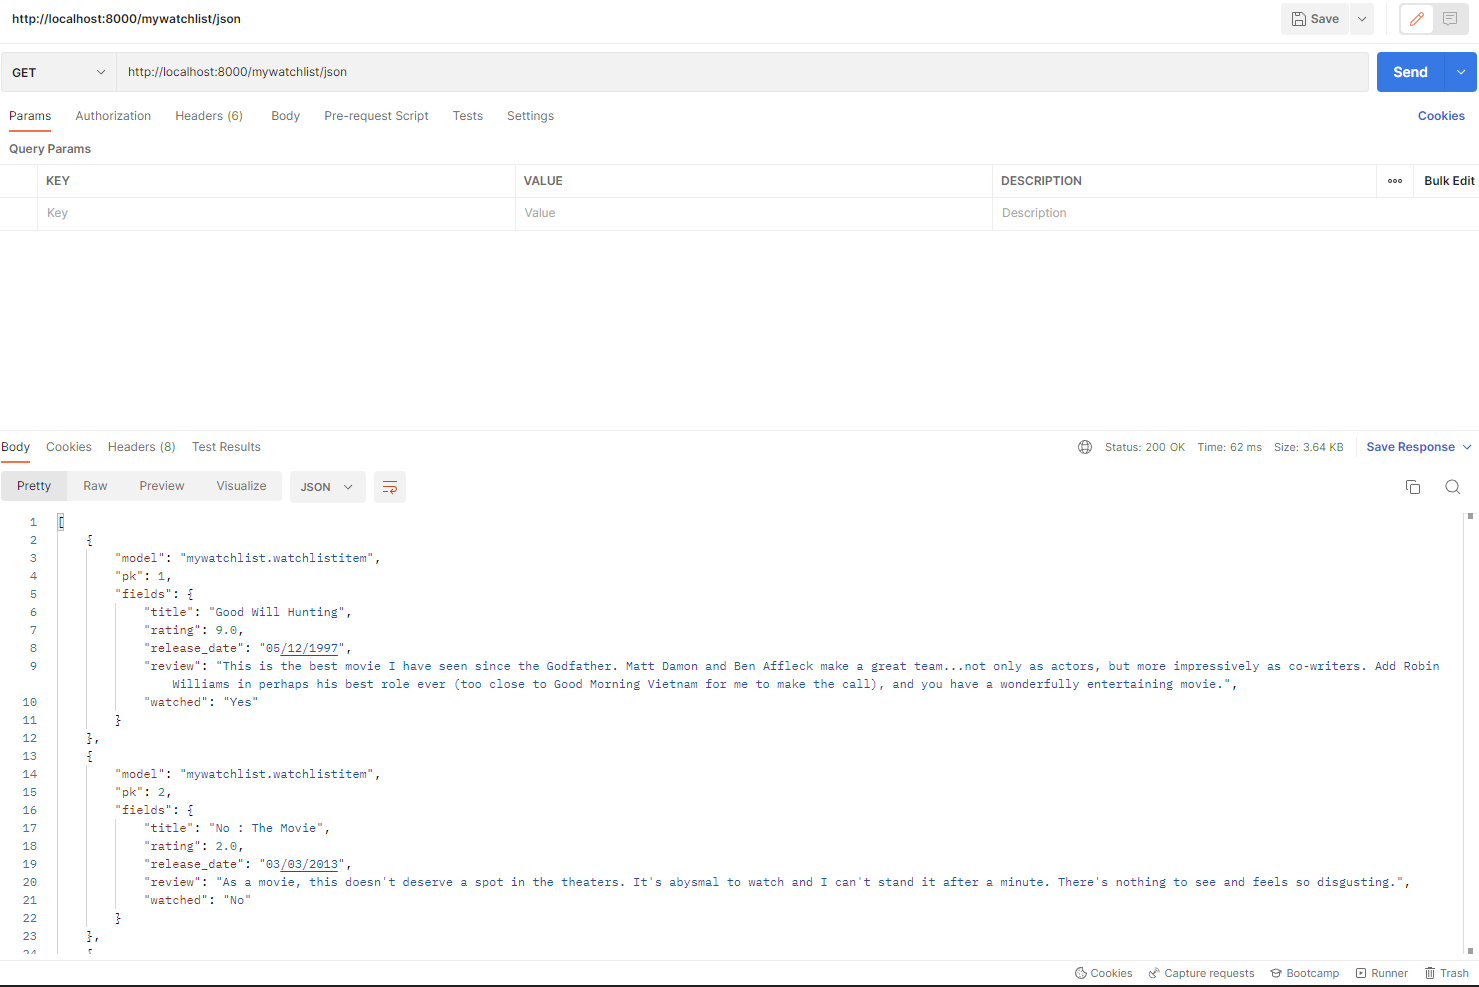 http://localhost:8000/mywatchlist/json Save
GET http://localhost:8000/mywatchlist/json Send
Params Authorization Headers (6) Body Pre-request Script Tests Settings Cookies
Query Params
KEY VALUE DESCRIPTION ooo Bulk Edit
Key Value Description
Body Cookies Headers (8) Test Results Status: 200 OK Time: 62 ms Size: 3.64 KB Save Response
Pretty Raw Preview Visualize JSON
1 [
2 {
3 "model": "mywatchlist.watchlistitem",
4 "pk": 1,
5 "fields": {
6 "title": "Good Will Hunting",
7 "rating": 9.0,
8 "release_date": "05/12/1997",
9 "review": "This is the best movie I have seen since the Godfather. Matt Damon and Ben Affleck make a great team...not only as actors, but more impressively as co-writers. Add Robin
Williams in perhaps his best role ever (too close to Good Morning Vietnam for me to make the call), and you have a wonderfully entertaining movie.",
10 "watched": "Yes"
11 }
12 },
13 {
14 "model": "mywatchlist.watchlistitem",
15 "pk": 2,
16 "fields": {
17 "title": "No : The Movie",
18 "rating": 2.0,
19 "release_date": "03/03/2013",
20 "review": "As a movie, this doesn't deserve a spot in the theaters. It's abysmal to watch and I can't stand it after a minute. There's nothing to see and feels so disgusting.",
21 "watched": "No"
22 }
23 },
24 {
Cookies Capture requests Bootcamp Runner Trash